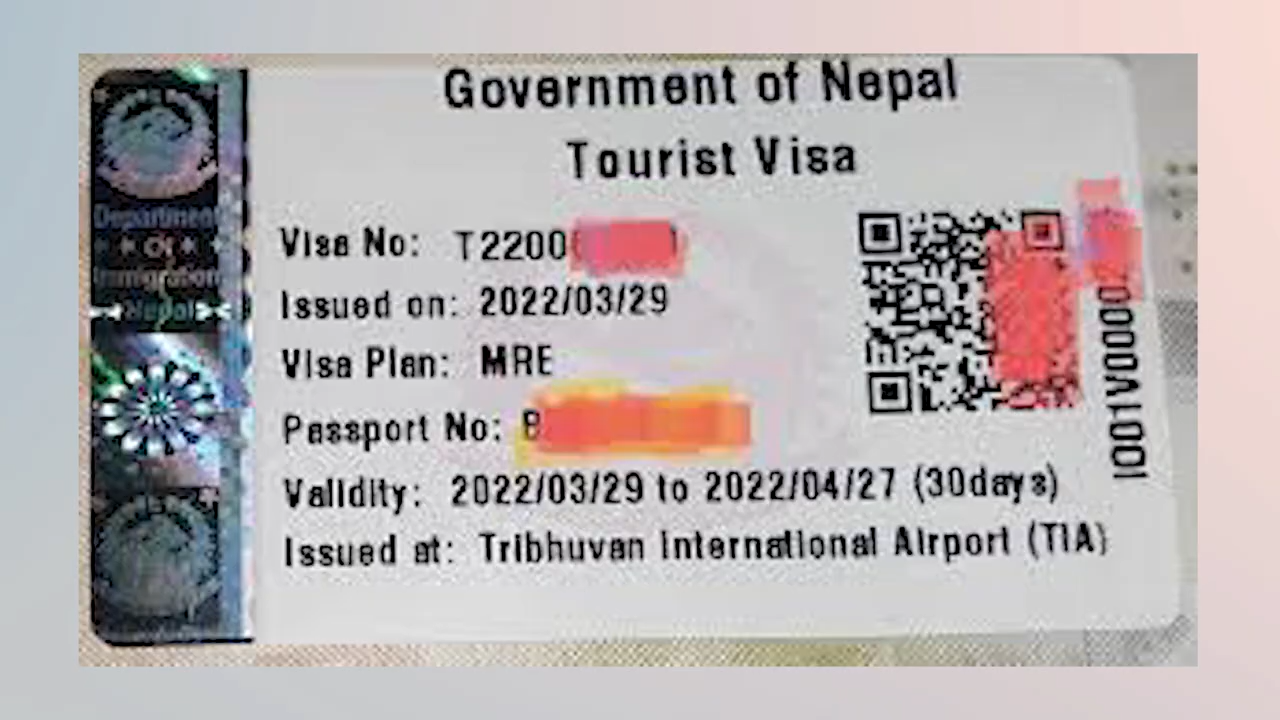 Government of Nepal
Tourist Visa
Department
Of
Immigration
Nepal
Visa No: T2200
Issued on: 2022/03/29
Visa Plan: MRE
Passport No:
Validity: 2022/03/29 to 2022/04/27 (30days)
Issued at: Tribhuvan International Airport (TIA)
I001V0000